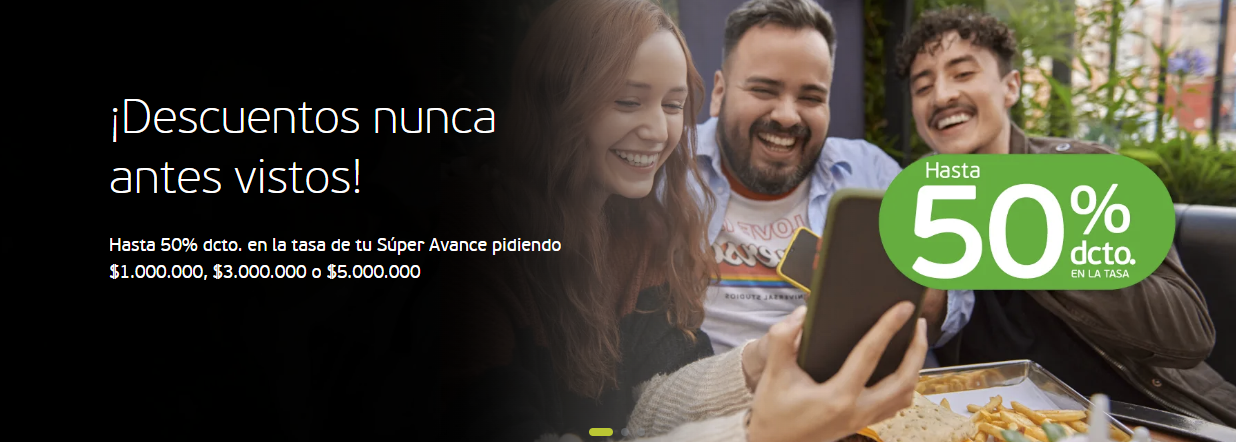 ¡Descuentos nunca
antes vistos!
Hasta 50% dcto. en la tasa de tu Súper Avance pidiendo
$1.000.000, $3.000.000 o $5.000.000
Hasta
50%
dcto.
EN LA TASA